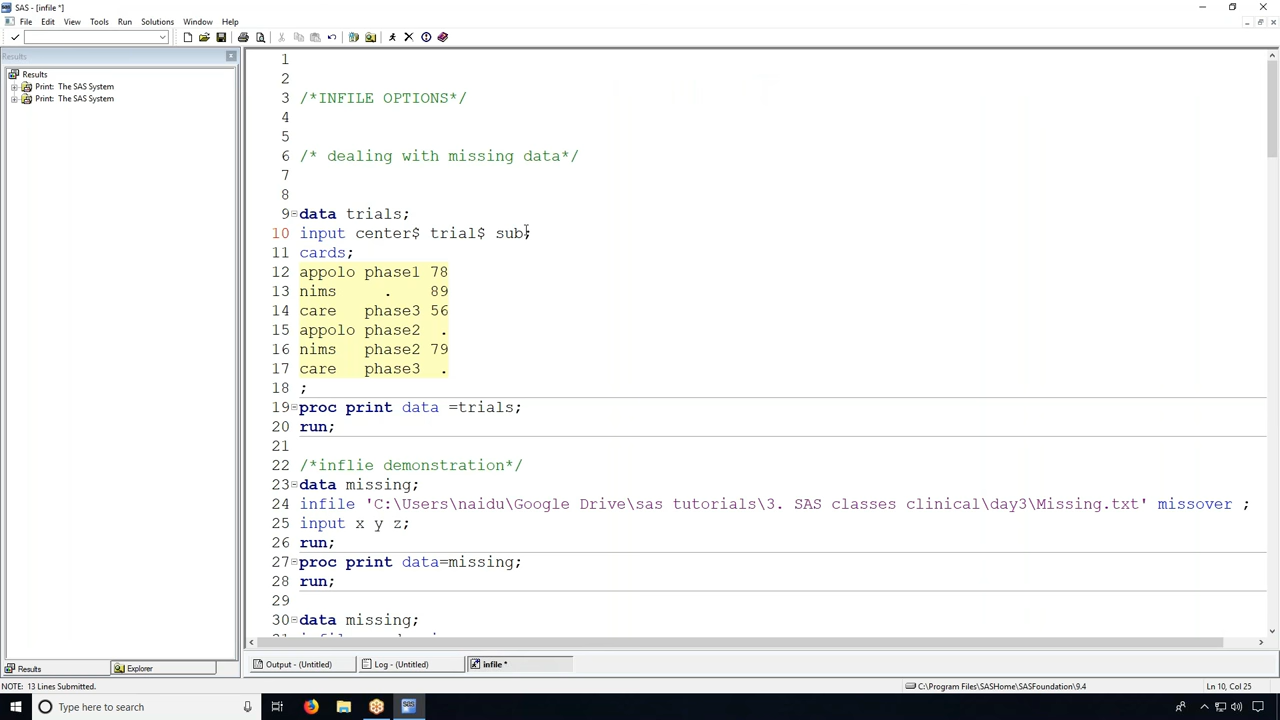 SAS - [infile *]
File Edit View Tools Run Solutions Window Help
Results
Results
Print: The SAS System
Print: The SAS System
1
2
3 /*INFILE OPTIONS*/
4
5
6 /* dealing with missing data*/
7
8
9 data trials;
10 input center$ trial$ sub;
11 cards;
12 appolo phase1 78
13 nims . 89
14 care phase3 56
15 appolo phase2 .
16 nims phase2 79
17 care phase3 .
18 ;
19 proc print data =trials;
20 run;
21
22 /*inflie demonstration*/
23 data missing;
24 infile 'C:\Users\naidu\Google Drive\sas tutorials\3. SAS classes clinical\day3\Missing.txt' missover ;
25 input x y z;
26 run;
27 proc print data=missing;
28 run;
29
30 data missing;
Results Explorer
Output - (Untitled) Log - (Untitled) infile *
NOTE: 13 Lines Submitted. C:\Program Files\SASHome\SASFoundation\9.4 Ln 10, Col 25
Type here to search SAS ENG